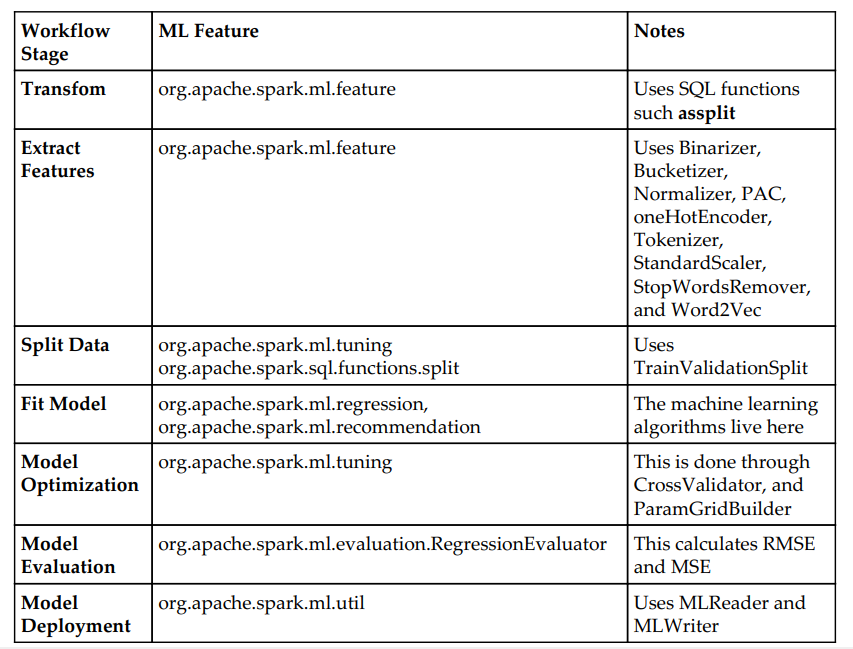 Workflow Stage ML Feature Notes
Transfom org.apache.spark.ml.feature Uses SQL functions
such assplit
Extract org.apache.spark.ml.feature Uses Binarizer,
Features Bucketizer,
Normalizer, PAC,
oneHotEncoder,
Tokenizer,
StandardScaler,
StopWordsRemover,
and Word2Vec
Split Data org.apache.spark.ml.tuning Uses
org.apache.spark.sql.functions.split TrainValidationSplit
Fit Model org.apache.spark.ml.regression, The machine learning
org.apache.spark.ml.recommendation algorithms live here
Model org.apache.spark.ml.tuning This is done through
Optimization CrossValidator, and
ParamGridBuilder
Model org.apache.spark.ml.evaluation.RegressionEvaluator This calculates RMSE
Evaluation and MSE
Model org.apache.spark.ml.util Uses MLReader and
Deployment MLWriter